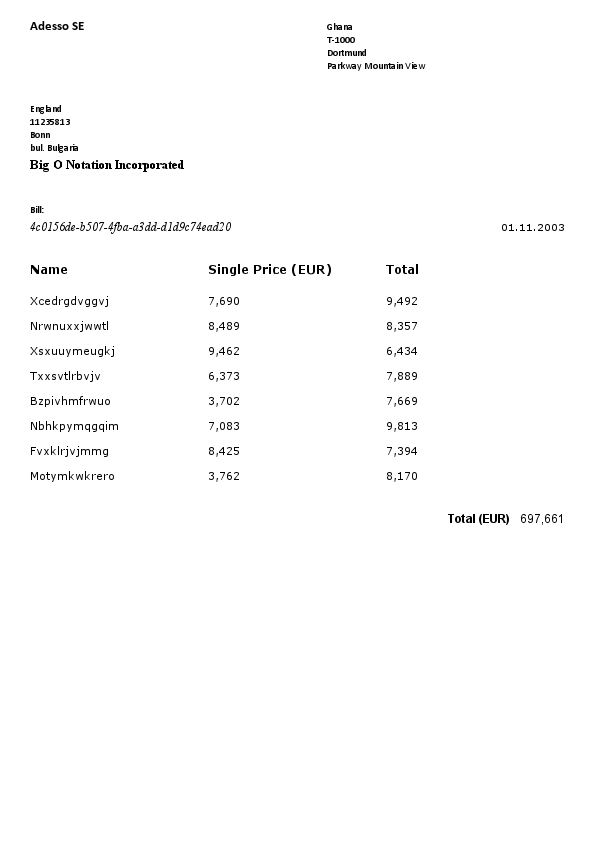 Adesso SE
Ghana
T-1000
Dortmund
Parkway Mountain View
England
11235813
Bonn
bul. Bulgaria
Big O Notation Incorporated
Bill:
4c0156de-b507-4fba-a3dd-d1d9c74ead20 01.11.2003
Name Single Price (EUR) Total
Xcedrgdvggvj 7,690 9,492
Nrwnuxxjwwtl 8,489 8,357
Xsxuuymeugkj 9,462 6,434
Txxsvtlrbvjv 6,373 7,889
Bzpivhmfrwuo 3,702 7,669
Nbhkpymqgqim 7,083 9,813
Fvxklrjvjmmg 8,425 7,394
Motymkwkrero 3,762 8,170
Total (EUR) 697,661